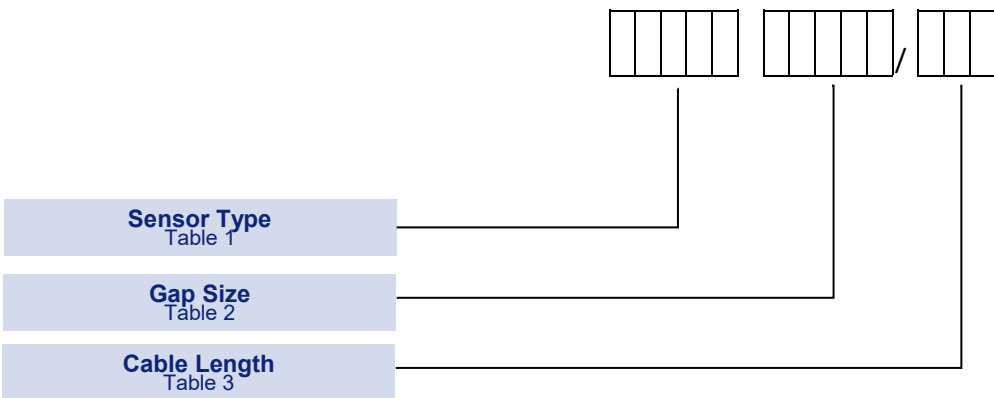 /
Sensor Type
Table 1
Gap Size
Table 2
Cable Length
Table 3